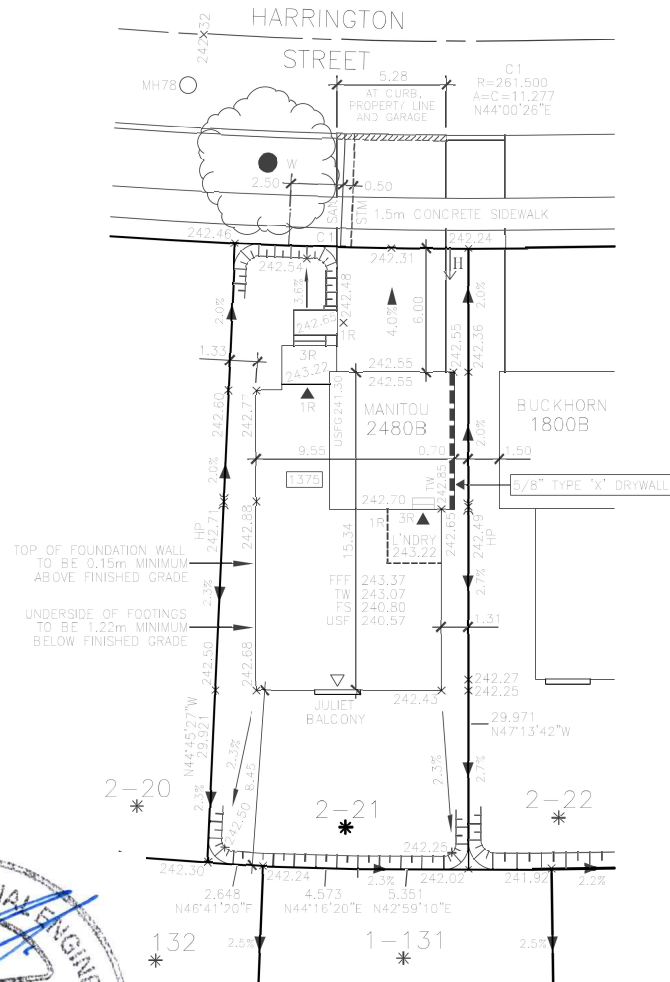 HARRINGTON
STREET
242.32
MH78
5.28
AT CURB,
PROPERTY LINE
AND GARAGE
C1
R=261.500
A=C=11.277
N44°00'26"E
W
2.50
0.50
SAN
STM
1.5m CONCRETE SIDEWALK
242.46
C1
242.24
242.54
242.31
H
2.0%
3.6%
242.48
4.0%
6.00
2.0%
242.65
1R
242.55
242.36
1.33
3R
243.22
242.55
242.55
1R
242.60
242.77
USFG 241.30
MANITOU
2480B
BUCKHORN
1800B
2.0%
9.55
0.70
1.50
2.0%
1375
TW
242.85
5/8" TYPE 'X' DRYWALL
242.71
HP
242.88
242.70
1R
3R
242.65
242.49
HP
L'NDRY
243.22
15.34
TOP OF FOUNDATION WALL
TO BE 0.15m MINIMUM
ABOVE FINISHED GRADE
2.3%
2.7%
FFF 243.37
TW 243.07
FS 240.80
USF 240.57
UNDERSIDE OF FOOTINGS
TO BE 1.22m MINIMUM
BELOW FINISHED GRADE
1.31
242.50
242.68
242.27
242.25
242.43
JULIET
BALCONY
N44°45'27"W
29.921
29.971
N47°13'42"W
2.3%
8.45
2.3%
2.7%
2-20
2.3%
2-21
2-22
242.50
242.25
242.30
242.24
2.3%
242.02
241.92
2.2%
2.648
4.573
5.351
N46°41'20"E
N44°16'20"E
N42°59'10"E
132
2.5%
1-131
2.5%